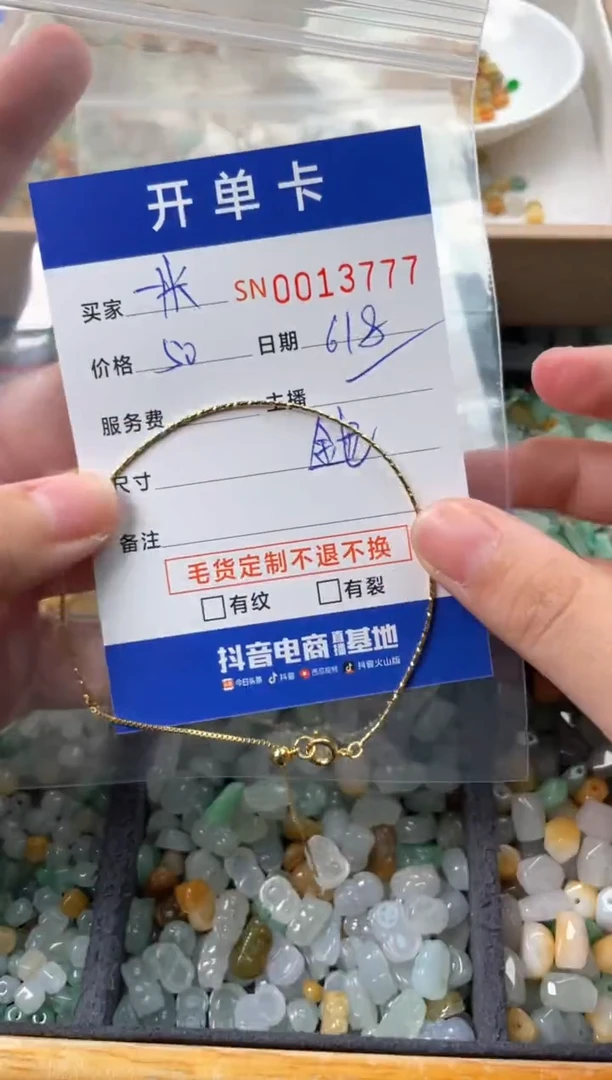 开单卡
买家 SN0013777
价格 50 日期 618
服务费 主播
尺寸 金色
备注
毛货定制不退不换
有纹 有裂
抖音电商直播基地
今日头条 抖音 西瓜视频 抖音火山版